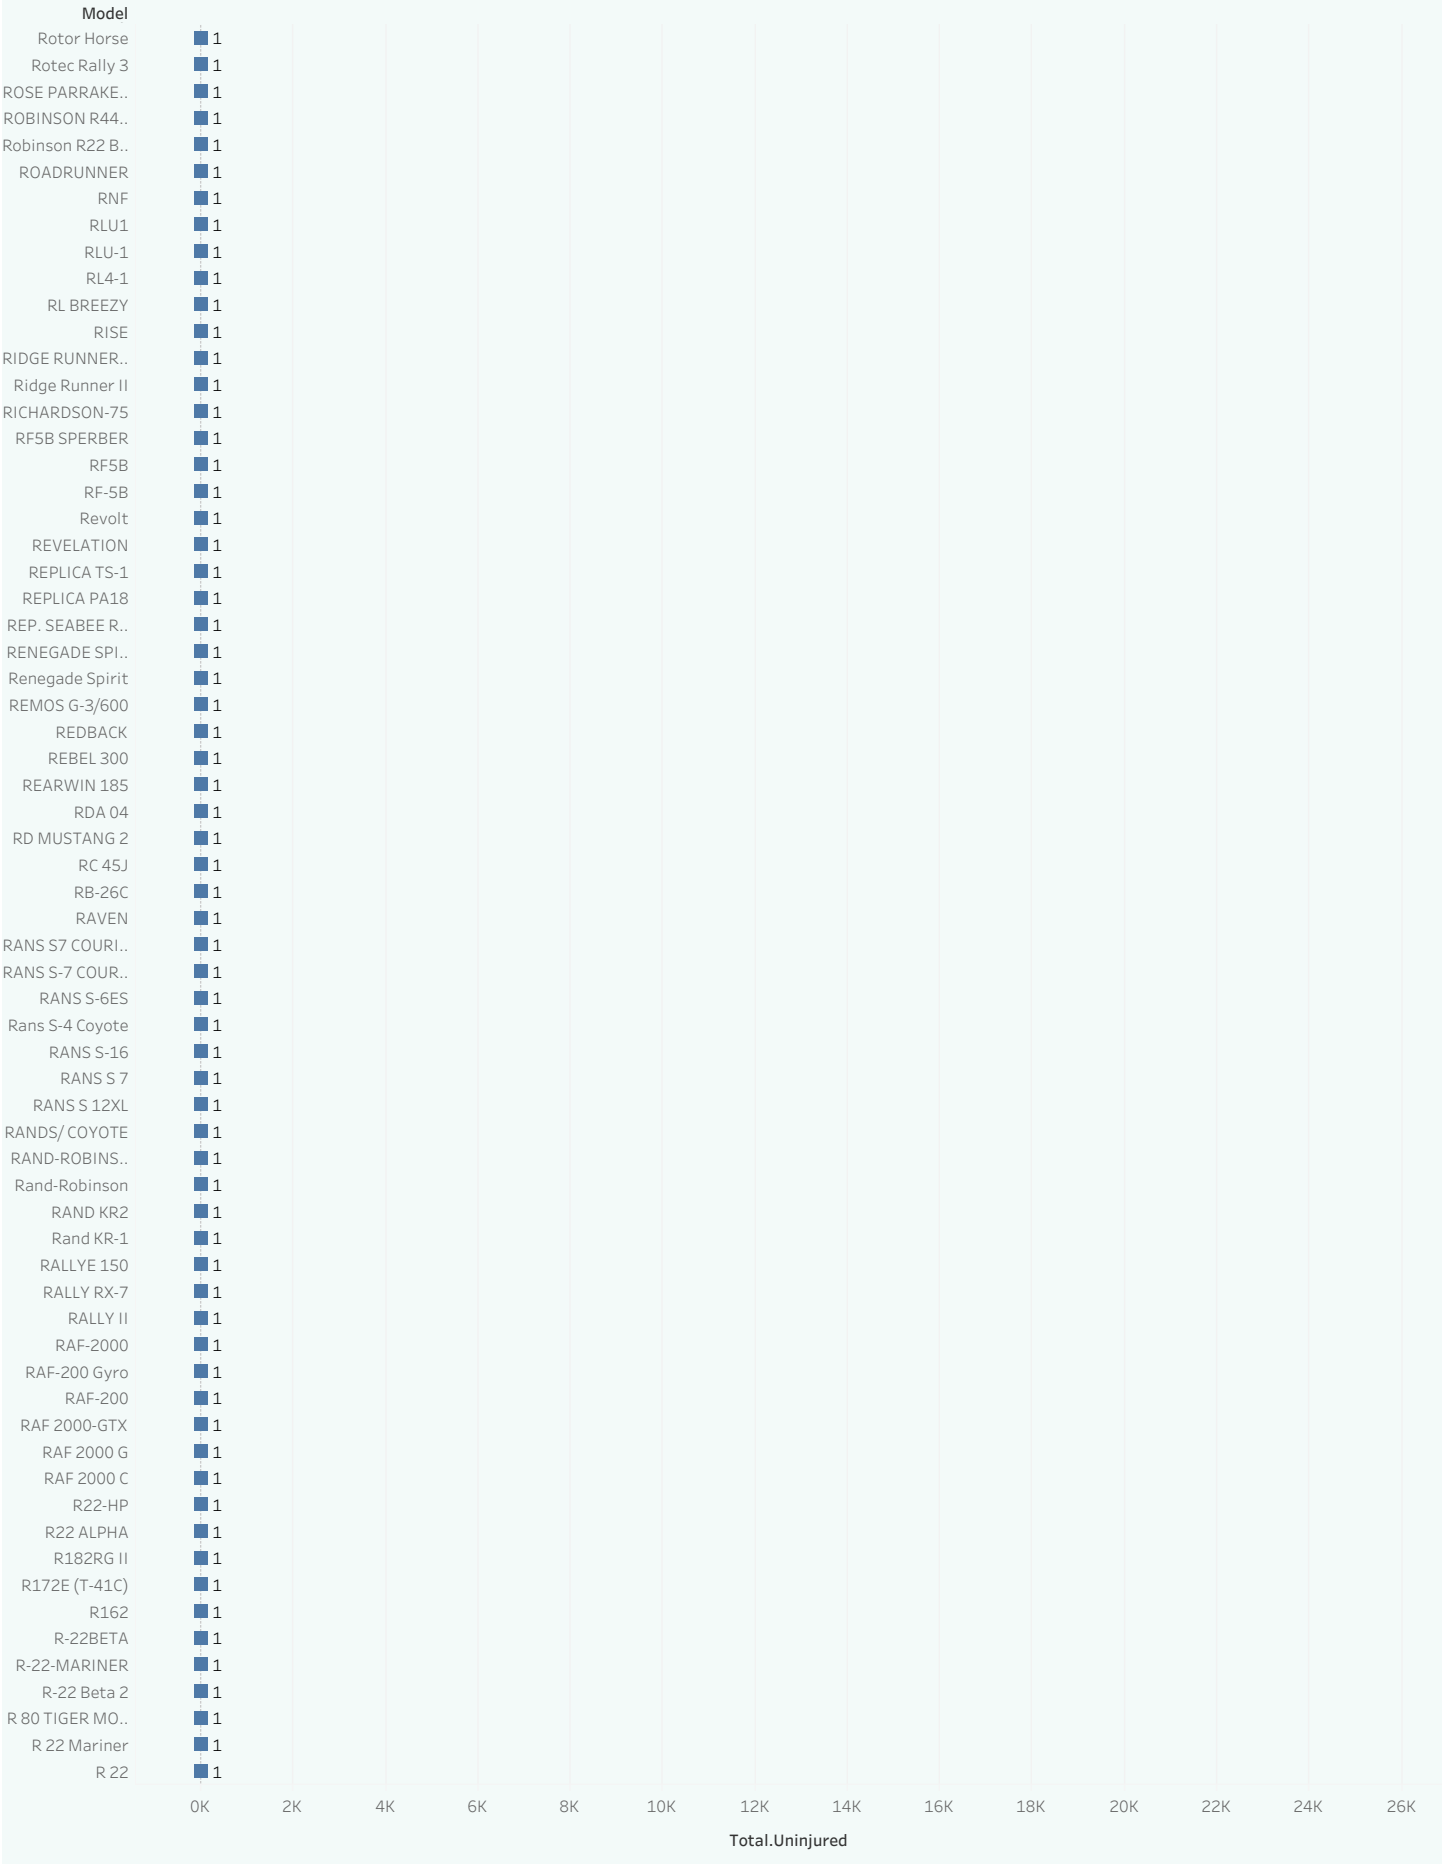 Model
Rotor Horse 1
Rotec Rally 3 1
ROSE PARRAKE.. 1
ROBINSON R44.. 1
Robinson R22 B.. 1
ROADRUNNER 1
RNF 1
RLU1 1
RLU-1 1
RL4-1 1
RL BREEZY 1
RISE 1
RIDGE RUNNER.. 1
Ridge Runner II 1
RICHARDSON-75 1
RF5B SPERBER 1
RF5B 1
RF-5B 1
Revolt 1
REVELATION 1
REPLICA TS-1 1
REPLICA PA18 1
REP. SEABEE R.. 1
RENEGADE SPI.. 1
Renegade Spirit 1
REMOS G-3/600 1
REDBACK 1
REBEL 300 1
REARWIN 185 1
RDA 04 1
RD MUSTANG 2 1
RC 45J 1
RB-26C 1
RAVEN 1
RANS S7 COURI.. 1
RANS S-7 COUR.. 1
RANS S-6ES 1
Rans S-4 Coyote 1
RANS S-16 1
RANS S 7 1
RANS S 12XL 1
RANDS/ COYOTE 1
RAND-ROBINS.. 1
Rand-Robinson 1
RAND KR2 1
Rand KR-1 1
RALLYE 150 1
RALLY RX-7 1
RALLY II 1
RAF-2000 1
RAF-200 Gyro 1
RAF-200 1
RAF 2000-GTX 1
RAF 2000 G 1
RAF 2000 C 1
R22-HP 1
R22 ALPHA 1
R182RG II 1
R172E (T-41C) 1
R162 1
R-22BETA 1
R-22-MARINER 1
R-22 Beta 2 1
R 80 TIGER MO.. 1
R 22 Mariner 1
R 22 1
0K 2K 4K 6K 8K 10K 12K 14K 16K 18K 20K 22K 24K 26K
Total.Uninjured